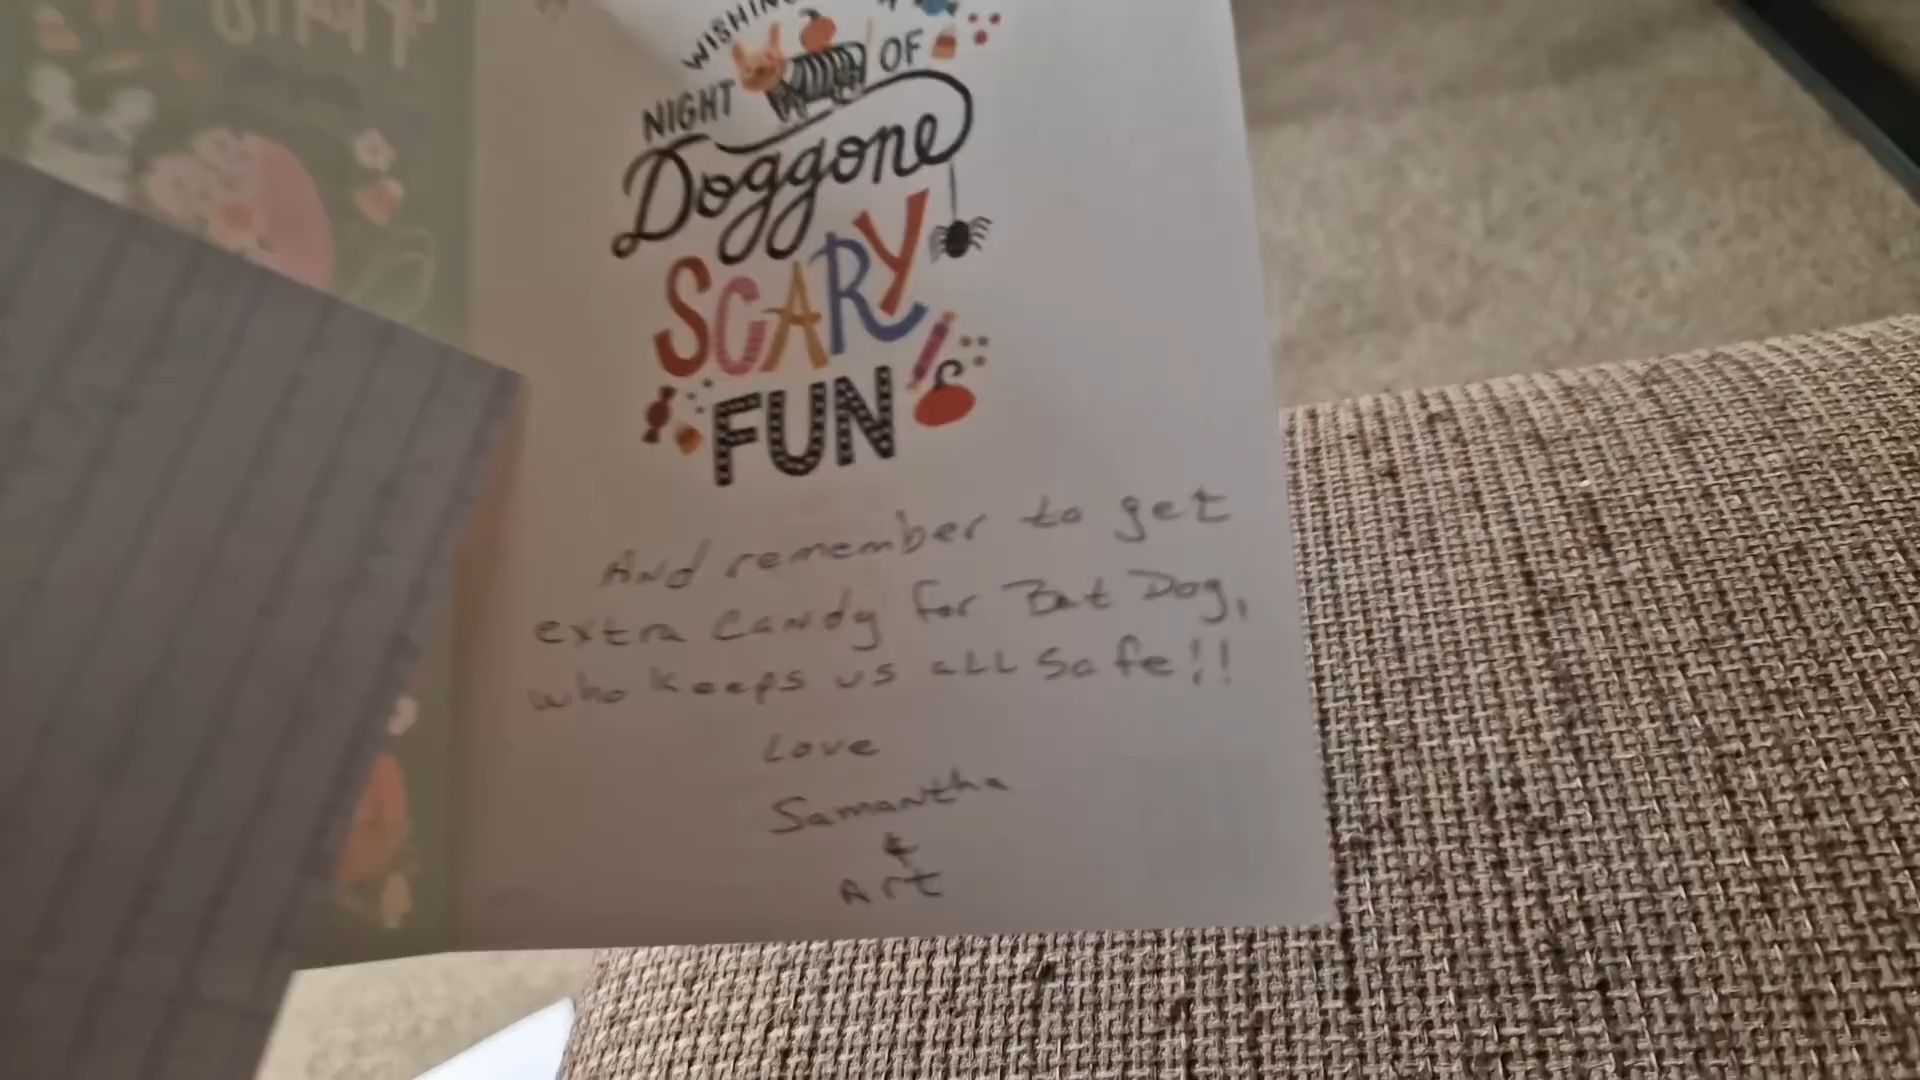 WISHING
NIGHT OF
Doggone
SCARY
FUN
And remember to get
extra candy for Bat Dog,
who keeps us all safe!!
Love
Samantha
&
Art